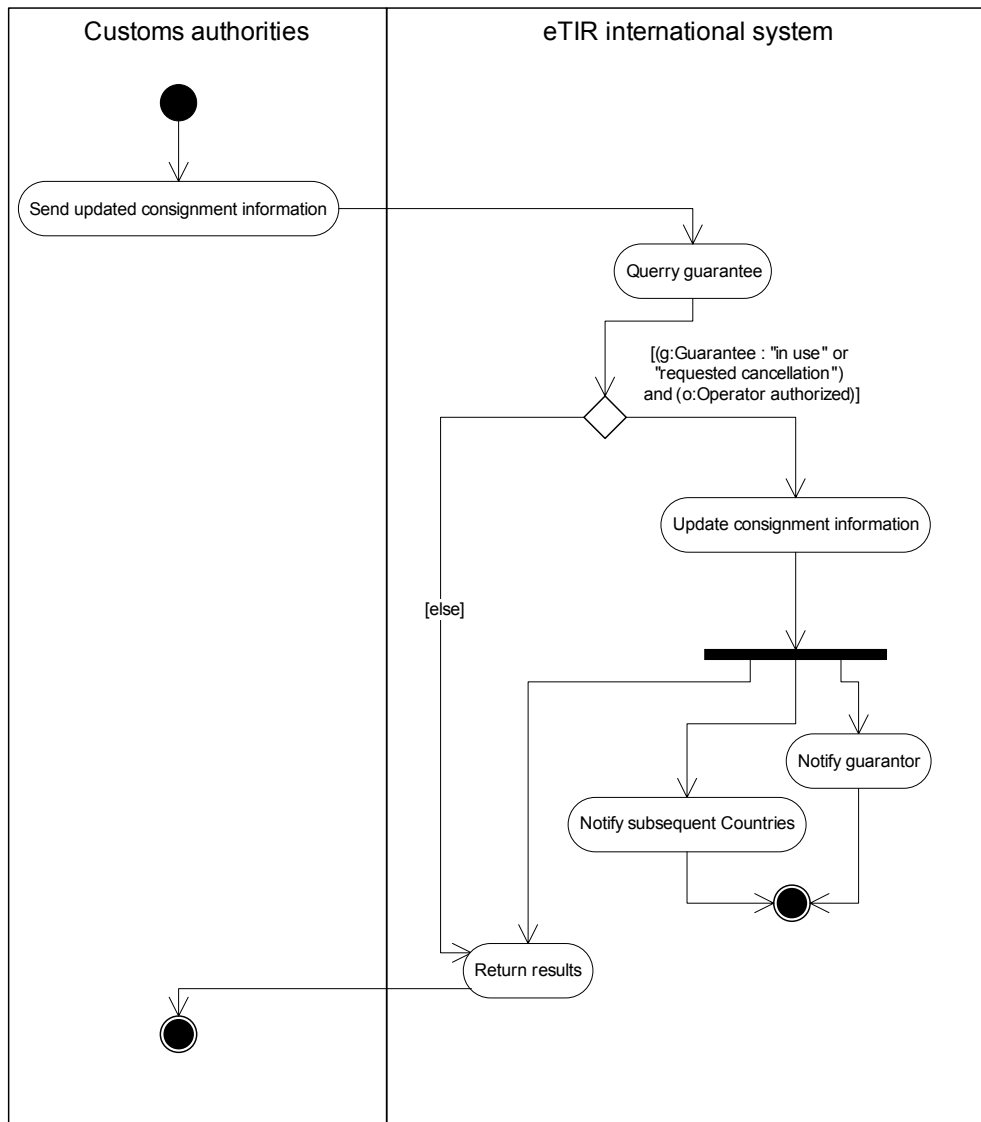 Customs authorities
eTIR international system
Send updated consignment information
Querry guarantee
[(g:Guarantee : "in use" or
"requested cancellation")
and (o:Operator authorized)]
Update consignment information
[else]
Notify guarantor
Notify subsequent Countries
Return results